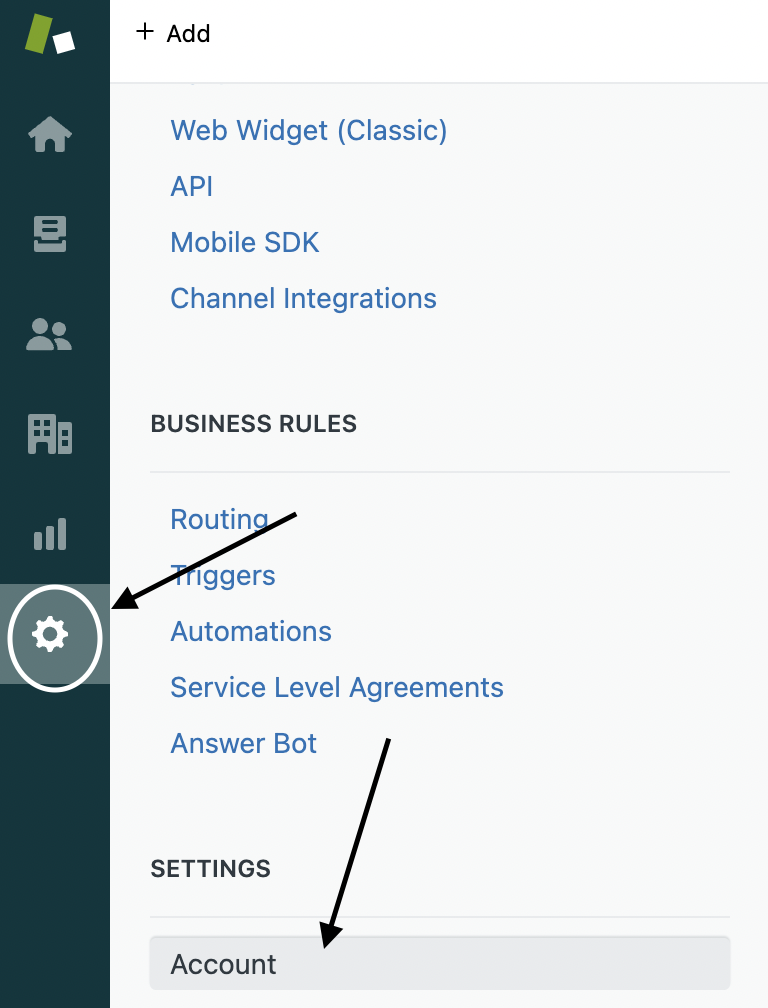 + Add
Web Widget (Classic)
API
Mobile SDK
Channel Integrations
BUSINESS RULES
Routing
Triggers
Automations
Service Level Agreements
Answer Bot
SETTINGS
Account